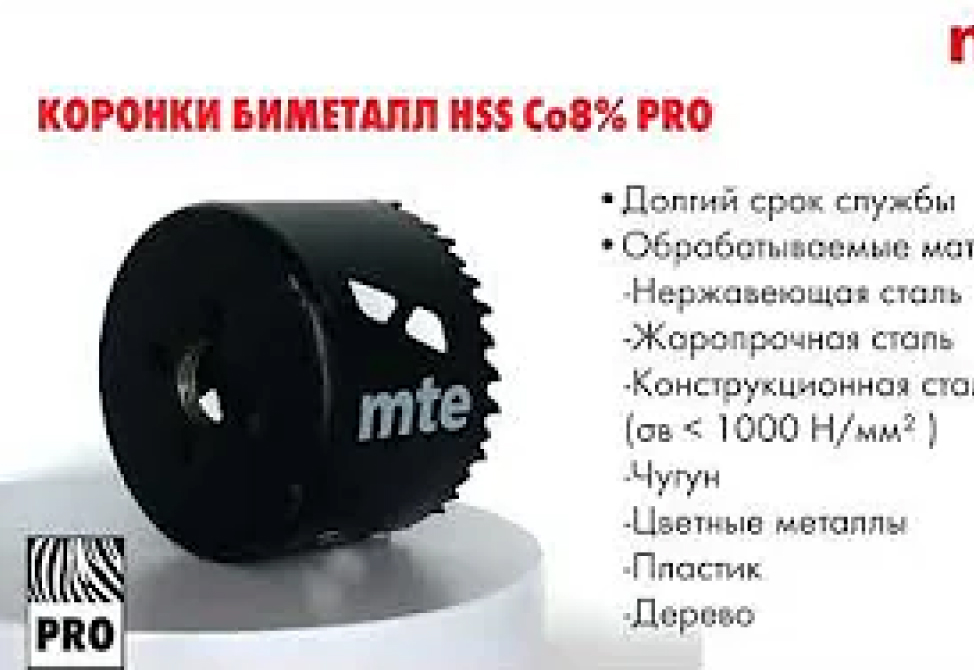 КОРОНКИ БИМЕТАЛЛ HSS Co8% PRO
• Долгий срок службы
• Обрабатываемые
-Нержавеющая сталь
-Жаропрочная сталь
-Конструкционная
(σв < 1000 Н/мм² )
-Чугун
-Цветные металлы
-Пластик
-Дерево
mte
PRO